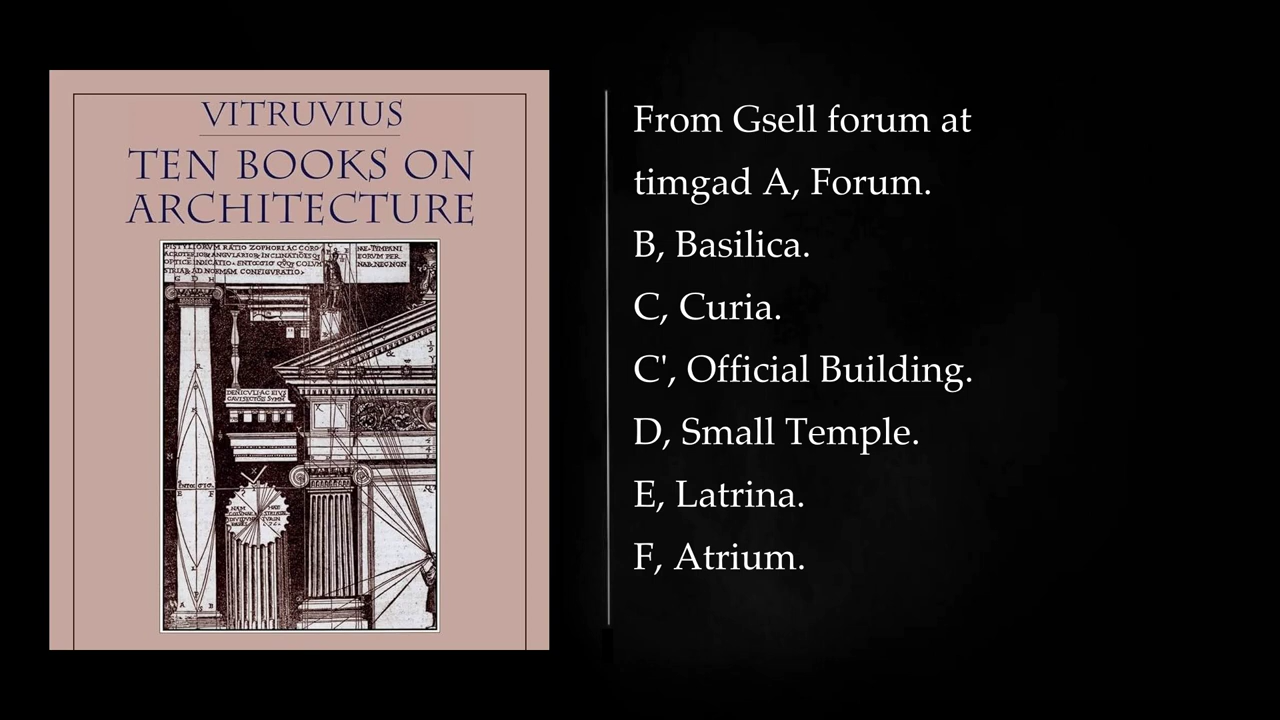 VITRUVIUS
TEN BOOKS ON
ARCHITECTURE
From Gsell forum at
timgad A, Forum.
B, Basilica.
C, Curia.
C', Official Building.
D, Small Temple.
E, Latrina.
F, Atrium.